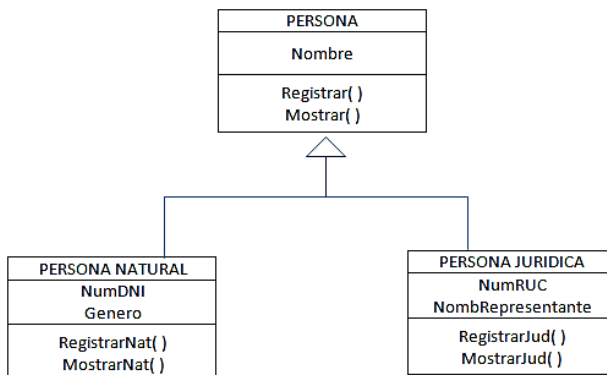 PERSONA
Nombre
Registrar( )
Mostrar( )
PERSONA NATURAL
NumDNI
Genero
RegistrarNat( )
MostrarNat( )
PERSONA JURIDICA
NumRUC
NombRepresentante
RegistrarJud( )
MostrarJud( )